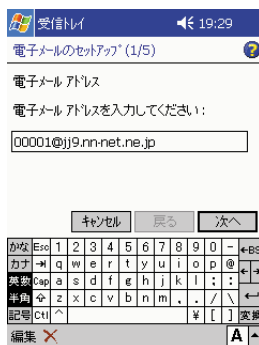 受信トレイ 19:29
電子メールのセットアップ (1/5)
電子メール アドレス
電子メール アドレスを入力してください:
00001@jj9.nn-net.ne.jp
キャンセル 戻る 次へ
かな Esc 1 2 3 4 5 6 7 8 9 0 - ←BS
カナ →| q w e r t y u i o p @ ← →
英数 Cap a s d f g h j k l ; :
半角 z x c v b n m , . / \
記号 Ctl ^ ¥ [ ] 変換
編集 A